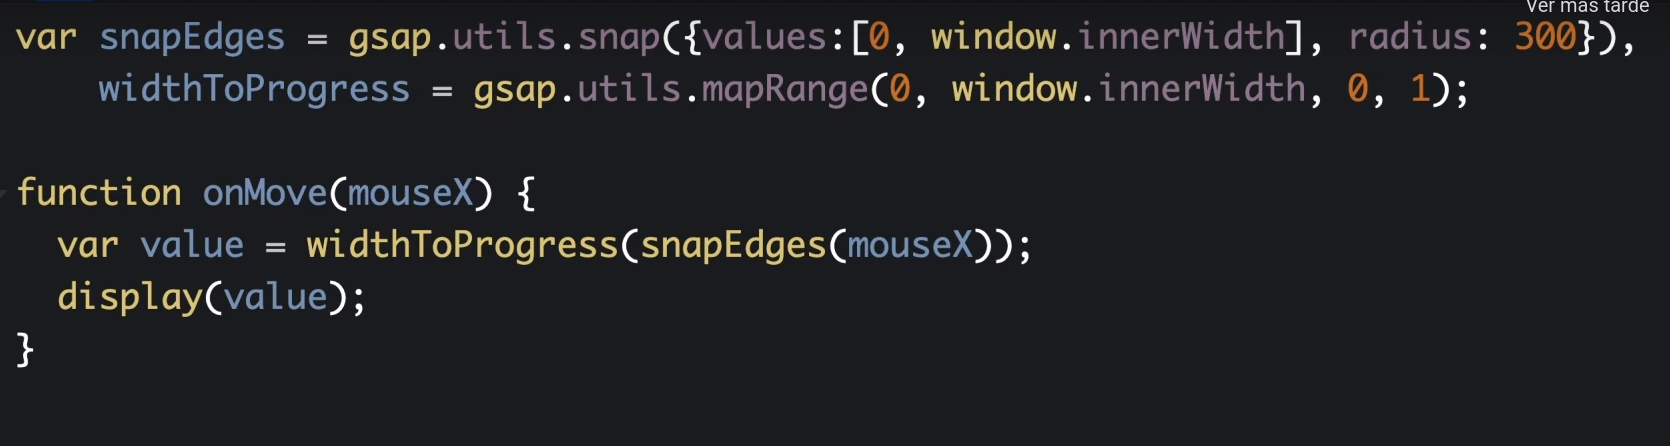 Ver más tarde
var snapEdges = gsap.utils.snap({values:[0, window.innerWidth], radius: 300}),
    widthToProgress = gsap.utils.mapRange(0, window.innerWidth, 0, 1);
function onMove(mouseX) {
  var value = widthToProgress(snapEdges(mouseX));
  display(value);
}